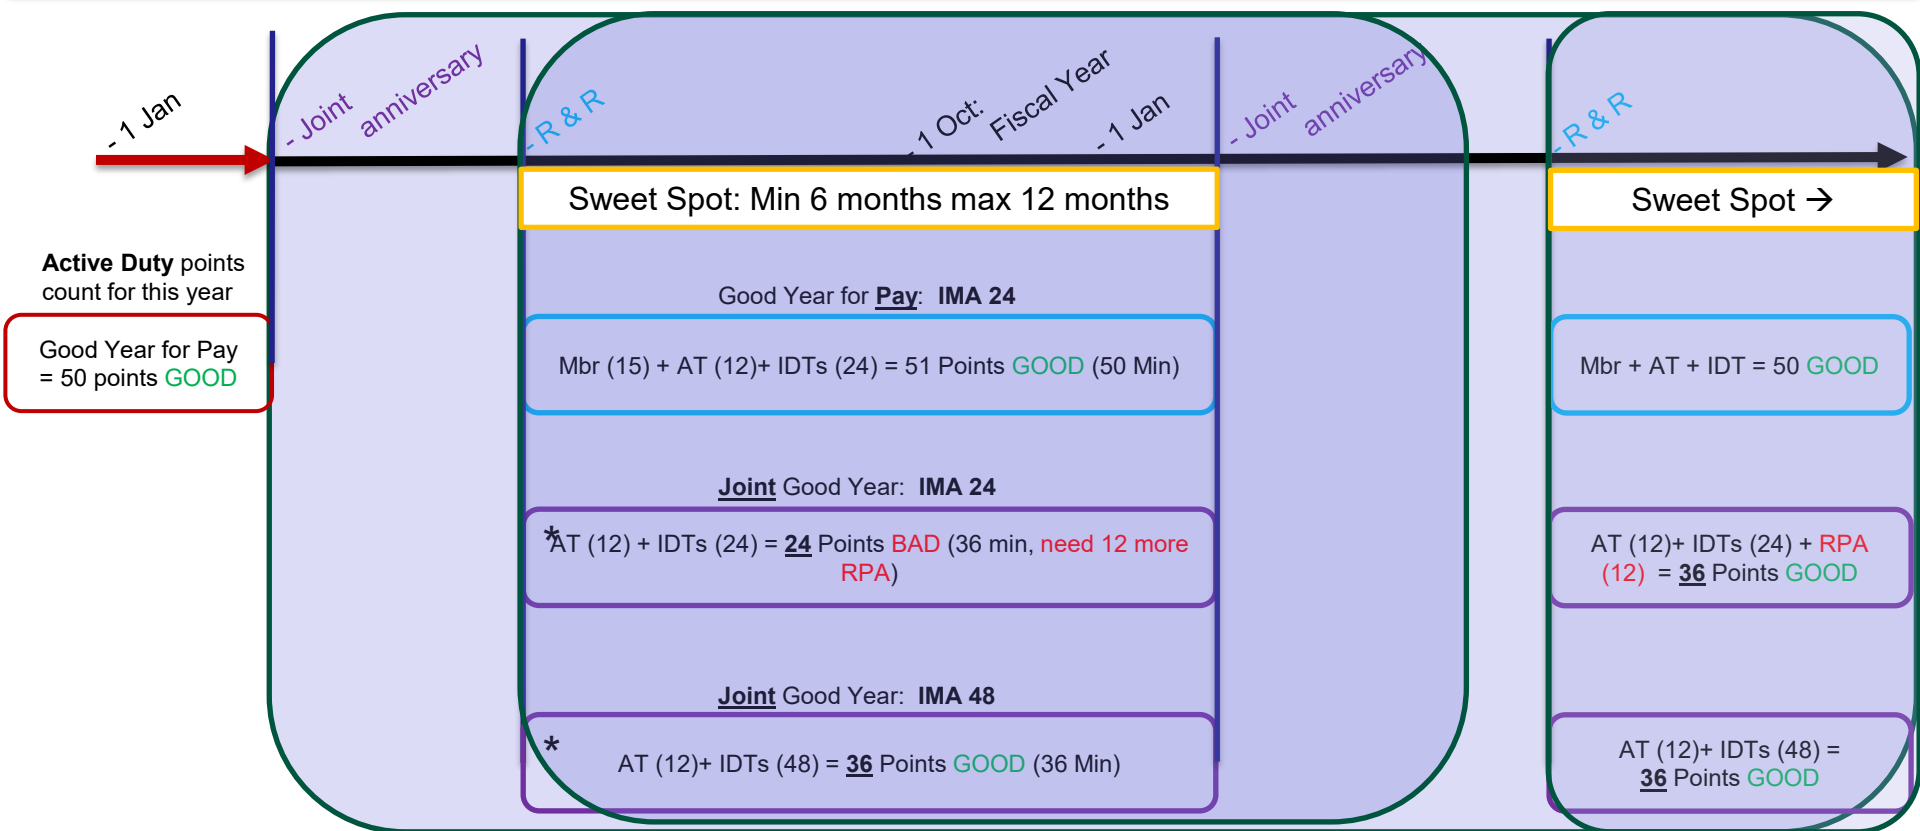 - 1 Jan
- Joint
anniversary
- R & R
- 1 Oct:
Fiscal Year
- 1 Jan
- Joint
anniversary
- R & R
Sweet Spot: Min 6 months max 12 months
Sweet Spot →
Active Duty points
count for this year
Good Year for Pay
= 50 points GOOD
Good Year for Pay: IMA 24
Mbr (15) + AT (12)+ IDTs (24) = 51 Points GOOD (50 Min)
Mbr + AT + IDT = 50 GOOD
Joint Good Year: IMA 24
*AT (12) + IDTs (24) = 24 Points BAD (36 min, need 12 more
RPA)
AT (12)+ IDTs (24) + RPA
(12) = 36 Points GOOD
Joint Good Year: IMA 48
* AT (12)+ IDTs (48) = 36 Points GOOD (36 Min)
AT (12)+ IDTs (48) =
36 Points GOOD